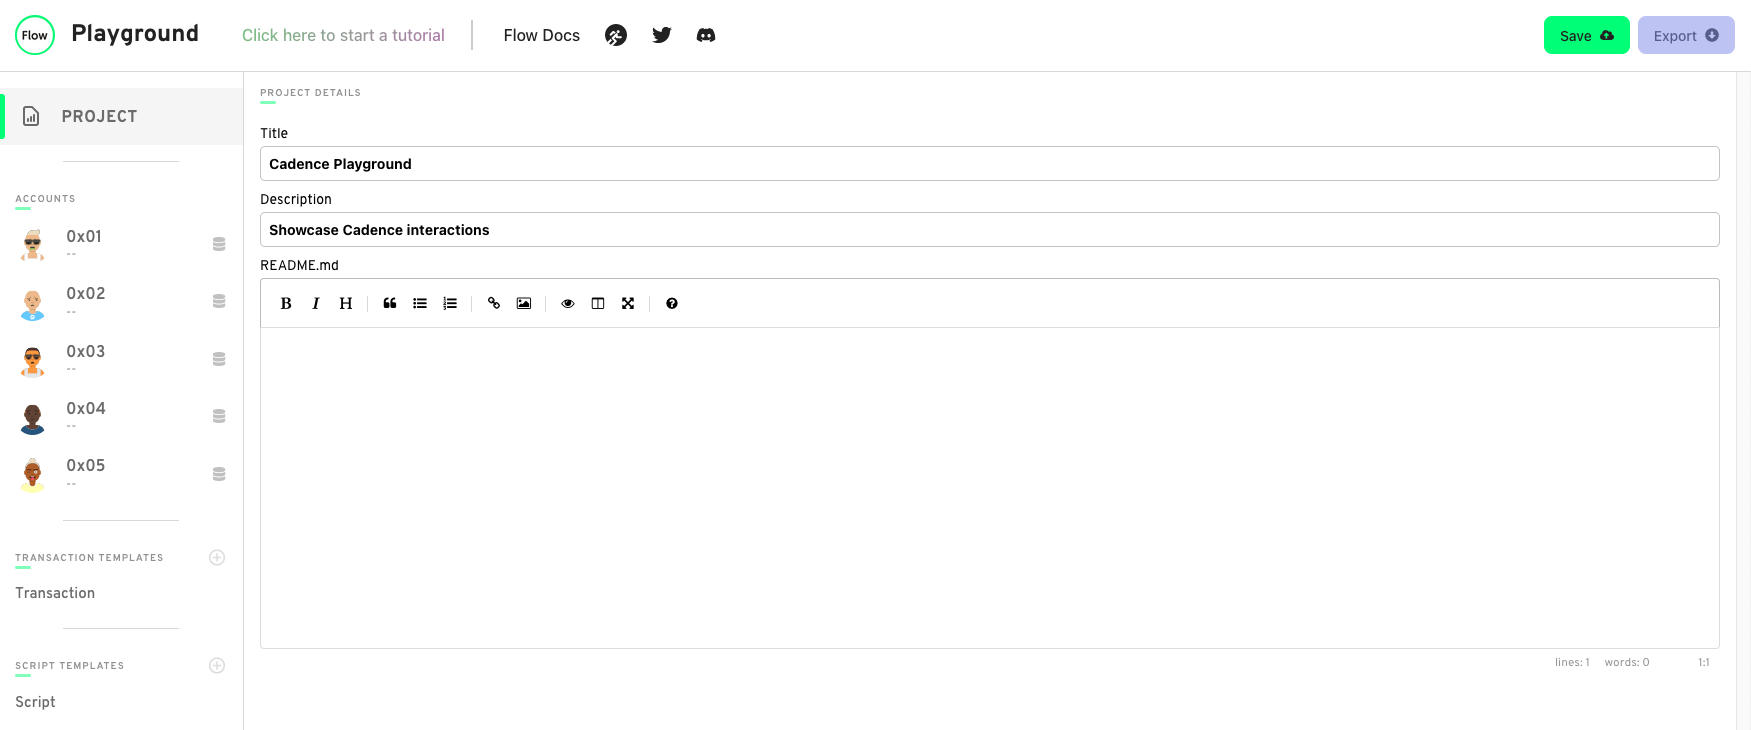 Flow
Playground
Click here to start a tutorial
Flow Docs
Save
Export
PROJECT
ACCOUNTS
0x01
--
0x02
--
0x03
--
0x04
--
0x05
--
TRANSACTION TEMPLATES
Transaction
SCRIPT TEMPLATES
Script
PROJECT DETAILS
Title
Cadence Playground
Description
Showcase Cadence interactions
README.md
B I H
lines: 1 words: 0 1:1